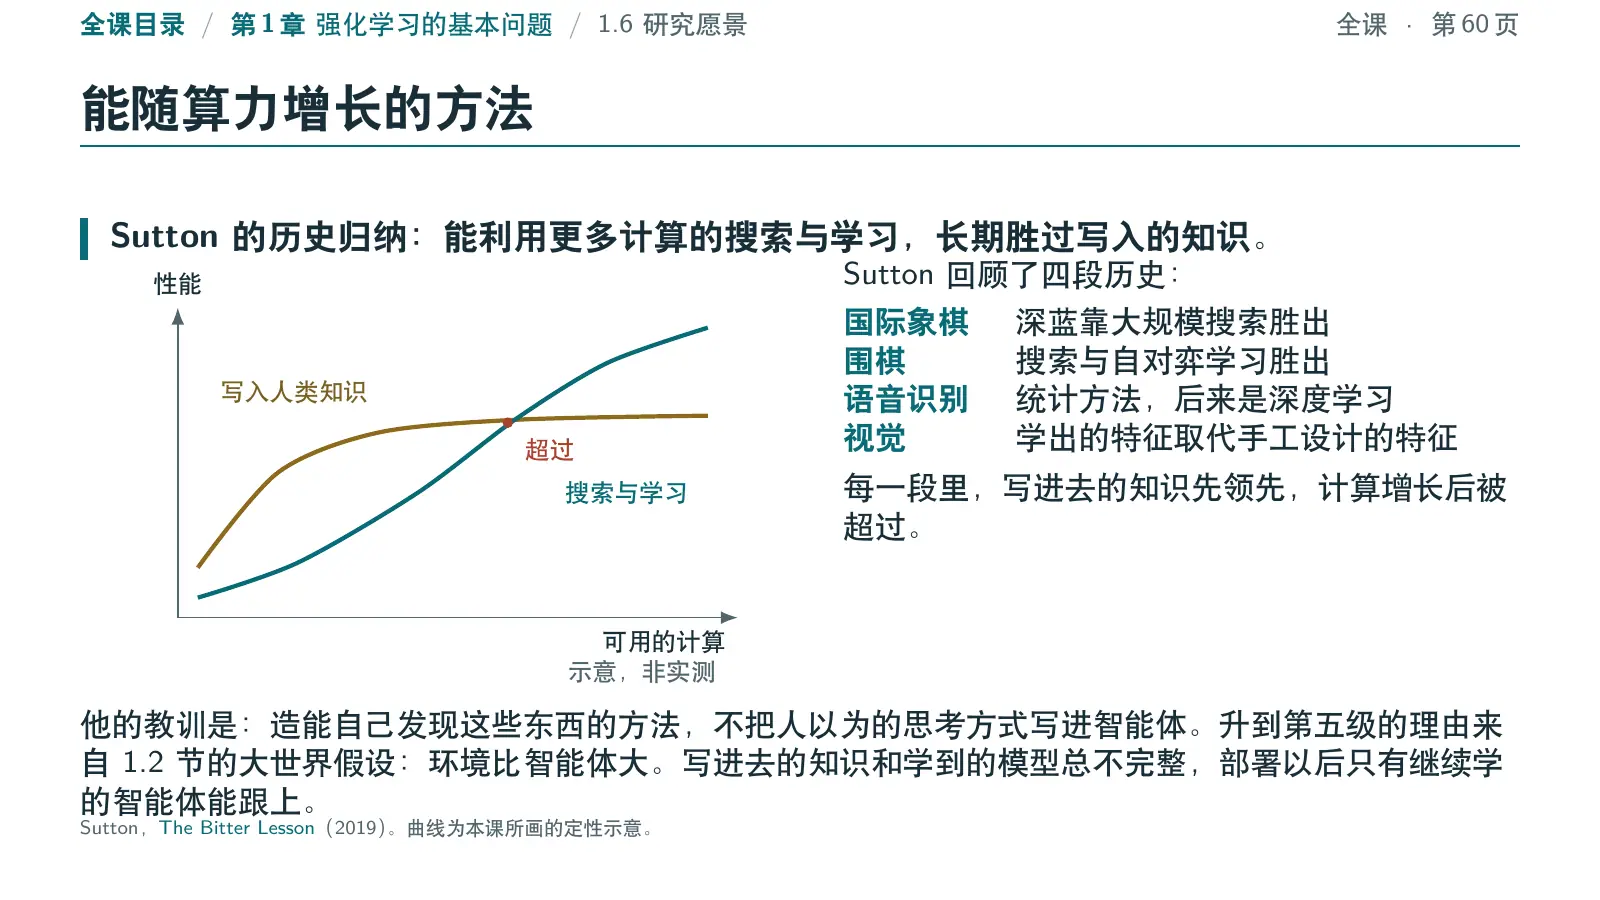 全课目录 / 第 1 章 强化学习的基本问题 / 1.6 研究愿景
全课 · 第 60 页
能随算力增长的方法
Sutton 的历史归纳：能利用更多计算的搜索与学习，长期胜过写入的知识。
性能
写入人类知识
超过
搜索与学习
可用的计算
示意，非实测
Sutton 回顾了四段历史：
国际象棋 深蓝靠大规模搜索胜出
围棋 搜索与自对弈学习胜出
语音识别 统计方法，后来是深度学习
视觉 学出的特征取代手工设计的特征
每一段里，写进去的知识先领先，计算增长后被
超过。
他的教训是：造能自己发现这些东西的方法，不把人以为的思考方式写进智能体。升到第五级的理由来
自 1.2 节的大世界假设：环境比智能体大。写进去的知识和学到的模型总不完整，部署以后只有继续学
的智能体能跟上。
Sutton，The Bitter Lesson（2019）。曲线为本课所画的定性示意。